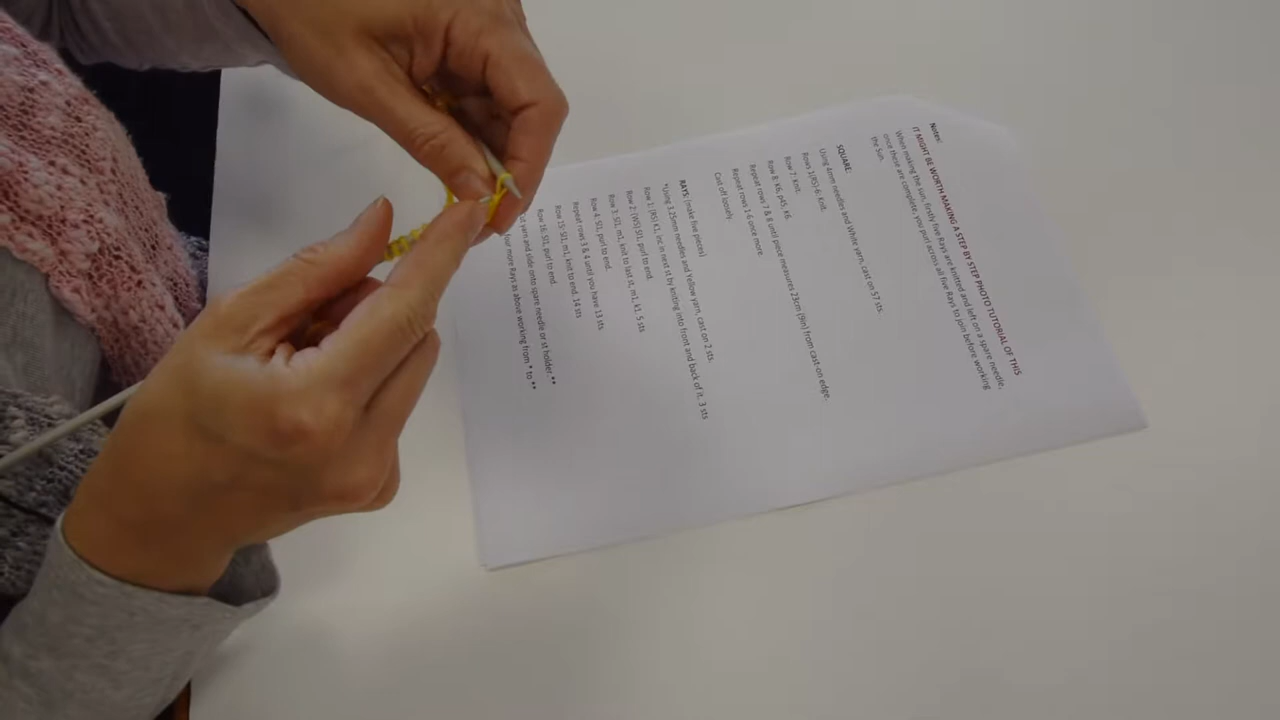 Notes:
IT MIGHT BE WORTH MAKING A STEP BY STEP PHOTO TUTORIAL OF THIS
When making the sun, firstly five Rays are knitted and left on a spare needle,
once these are complete, you purl across all five Rays to join before working
the Sun.
SQUARE:
Using 4mm needles and White yarn, cast on 57 sts.
Rows 1(RS)-6: Knit.
Row 7: Knit.
Row 8: K6, p45, k6.
Repeat rows 7 & 8 until piece measures 23cm (9in) from cast-on edge.
Repeat rows 1-6 once more.
Cast off loosely
RAYS: (make five pieces)
*Using 3.25mm needles and Yellow yarn, cast on 2 sts.
Row 1: (RS) k1, inc in next st by kniting into front and back of it. 3 sts
Row 2: (WS) Sl1, purl to end.
Row 3: Sl1, m1, knit to last st, m1, k1. 5 sts
Row 4: Sl1, purl to end.
Repeat rows 3 & 4 until you have 13 sts
Row 15: Sl1, m1, knit to end. 14 sts
Row 16: Sl1, purl to end.
yarn and slide onto spare needle or st holder.**
four more Rays as above working from * to **